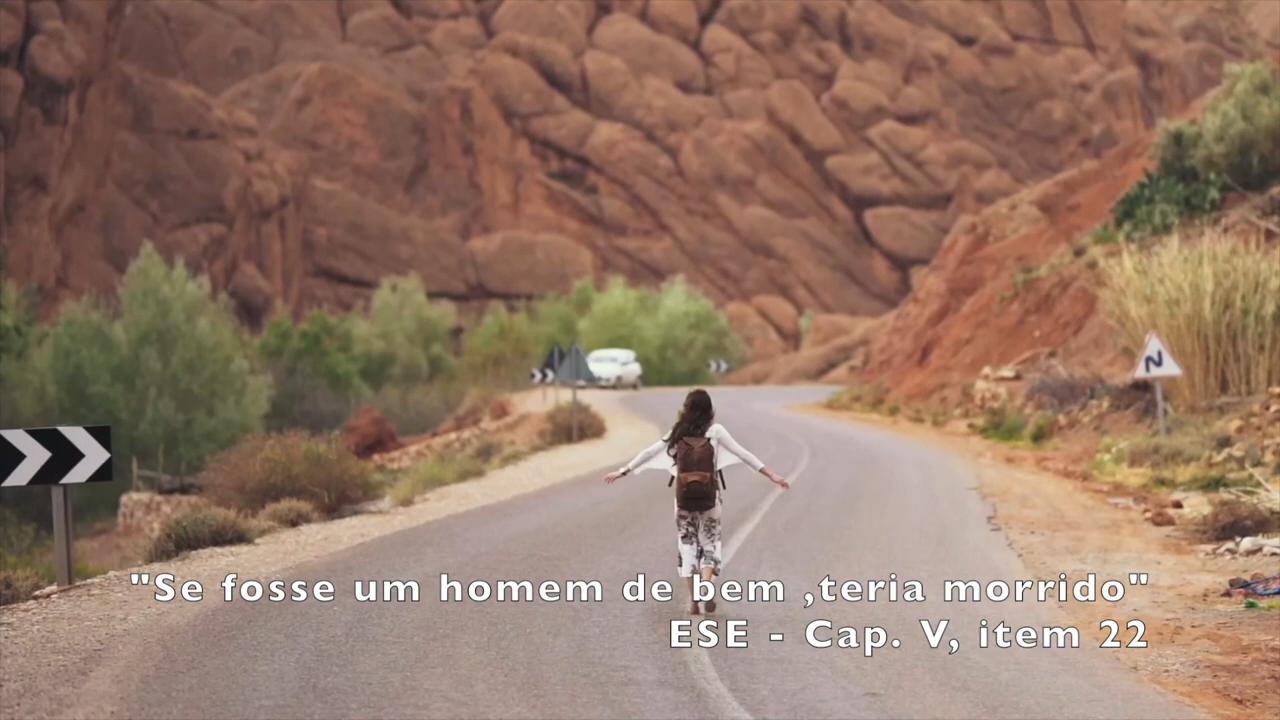 "Se fosse um homem de bem ,teria morrido"
ESE - Cap. V, item 22